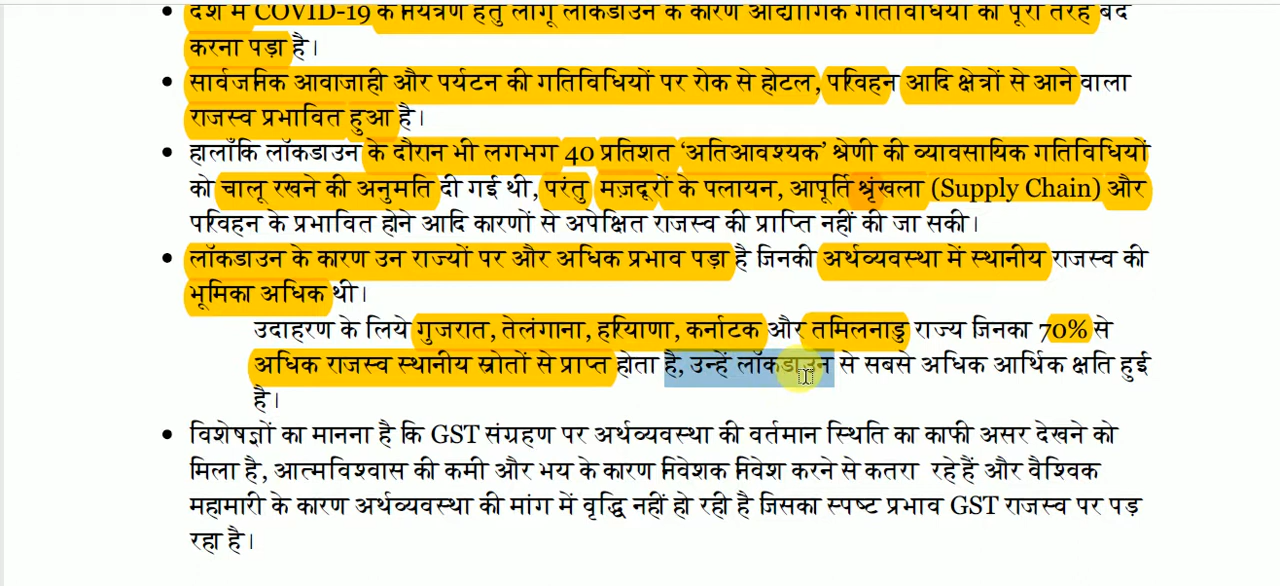 देश में COVID-19 के नियंत्रण हेतु लागू लॉकडाउन के कारण औद्योगिक गतिविधियों को पूरी तरह बंद
करना पड़ा है।
सार्वजनिक आवाजाही और पर्यटन की गतिविधियों पर रोक से होटल, परिवहन आदि क्षेत्रों से आने वाला
राजस्व प्रभावित हुआ है।
हालाँकि लॉकडाउन के दौरान भी लगभग 40 प्रतिशत ‘अतिआवश्यक’ श्रेणी की व्यावसायिक गतिविधियों
को चालू रखने की अनुमति दी गई थी, परंतु मज़दूरों के पलायन, आपूर्ति श्रृंखला (Supply Chain) और
परिवहन के प्रभावित होने आदि कारणों से अपेक्षित राजस्व की प्राप्ति नहीं की जा सकी।
लॉकडाउन के कारण उन राज्यों पर और अधिक प्रभाव पड़ा है जिनकी अर्थव्यवस्था में स्थानीय राजस्व की
भूमिका अधिक थी।
उदाहरण के लिये गुजरात, तेलंगाना, हरियाणा, कर्नाटक और तमिलनाडु राज्य जिनका 70% से
अधिक राजस्व स्थानीय स्रोतों से प्राप्त होता है, उन्हें लॉकडाउन से सबसे अधिक आर्थिक क्षति हुई
है।
विशेषज्ञों का मानना है कि GST संग्रहण पर अर्थव्यवस्था की वर्तमान स्थिति का काफी असर देखने को
मिला है, आत्मविश्वास की कमी और भय के कारण निवेशक निवेश करने से कतरा रहे हैं और वैश्विक
महामारी के कारण अर्थव्यवस्था की मांग में वृद्धि नहीं हो रही है जिसका स्पष्ट प्रभाव GST राजस्व पर पड़
रहा है।